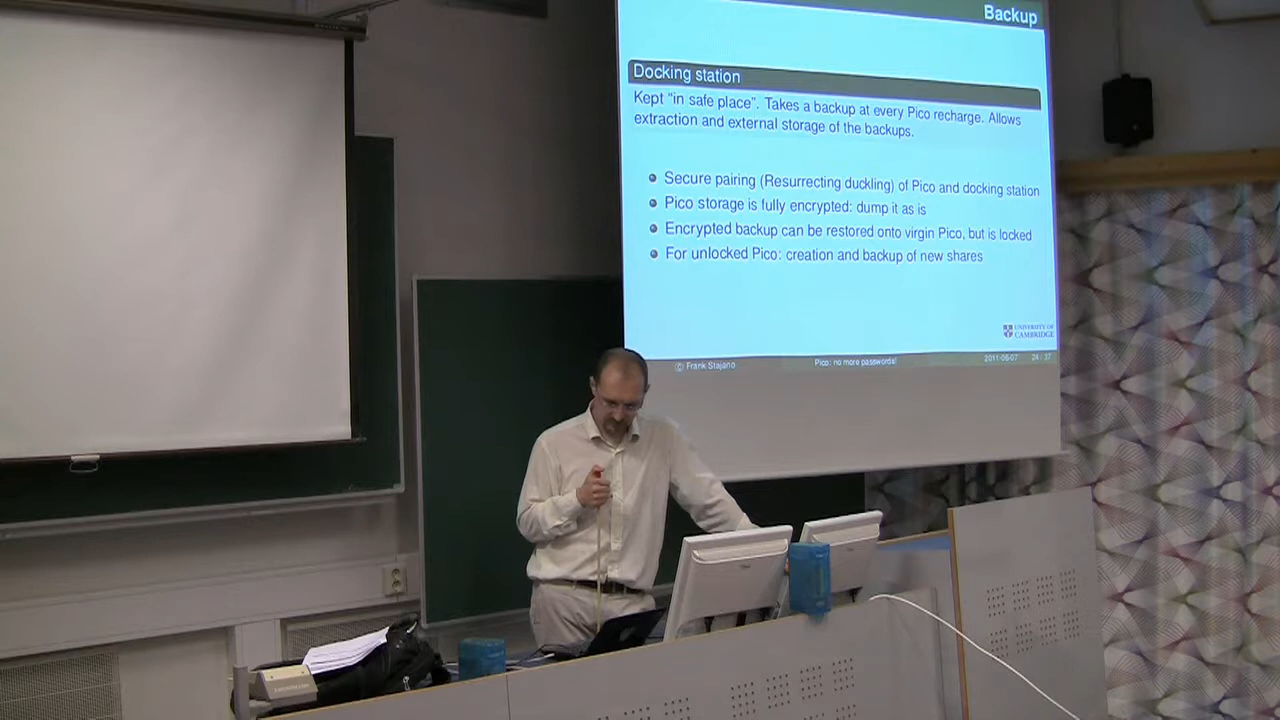 Backup
Docking station
Kept "in safe place". Takes a backup at every Pico recharge. Allows
extraction and external storage of the backups.
Secure pairing (Resurrecting duckling) of Pico and docking station
Pico storage is fully encrypted: dump it as is
Encrypted backup can be restored onto virgin Pico, but is locked
For unlocked Pico: creation and backup of new shares
UNIVERSITY OF
CAMBRIDGE
© Frank Stajano
Pico: no more passwords!
2011-06-07
24 / 37